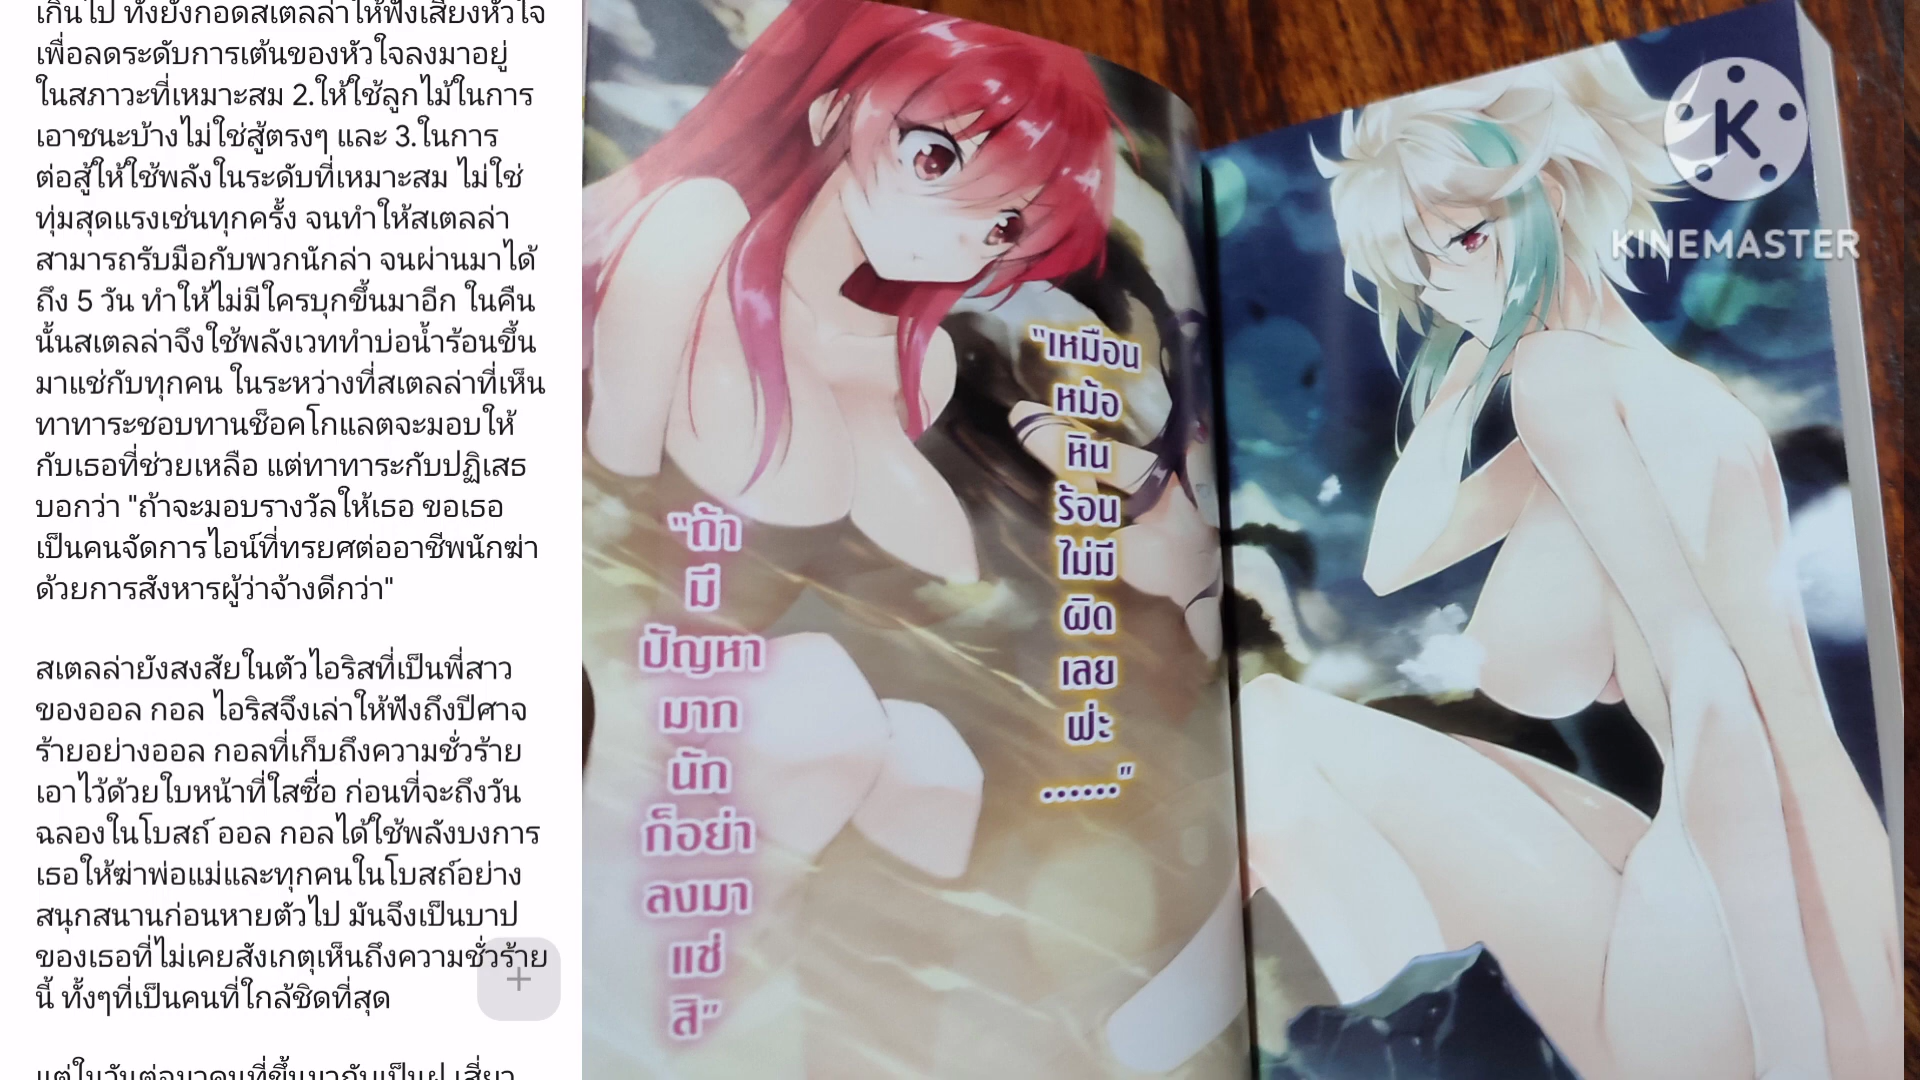 เกินไป ทั้งยังกอดสเตลล่าให้ฟังเสียงหัวใจ
เพื่อลดระดับการเต้นของหัวใจลงมาอยู่
ในสภาวะที่เหมาะสม 2.ให้ใช้ลูกไม้ในการ
เอาชนะบ้างไม่ใช่สู้ตรงๆ และ 3.ในการ
ต่อสู้ให้ใช้พลังในระดับที่เหมาะสม ไม่ใช่
ทุ่มสุดแรงเช่นทุกครั้ง จนทำให้สเตลล่า
สามารถรับมือกับพวกนักล่า จนผ่านมาได้
ถึง 5 วัน ทำให้ไม่มีใครบุกขึ้นมาอีก ในคืน
นั้นสเตลล่าจึงใช้พลังเวททำบ่อน้ำร้อนขึ้น
มาแช่กับทุกคน ในระหว่างที่สเตลล่าที่เห็น
ทาทาระชอบทานช็อคโกแลตจะมอบให้
กับเธอที่ช่วยเหลือ แต่ทาทาระกับปฏิเสธ
บอกว่า "ถ้าจะมอบรางวัลให้เธอ ขอเธอ
เป็นคนจัดการไอน์ที่ทรยศต่ออาชีพนักฆ่า
ด้วยการสังหารผู้ว่าจ้างดีกว่า"
สเตลล่ายังสงสัยในตัวไอริสที่เป็นพี่สาว
ของออล กอล ไอริสจึงเล่าให้ฟังถึงปีศาจ
ร้ายอย่างออล กอลที่เก็บถึงความชั่วร้าย
เอาไว้ด้วยใบหน้าที่ใสซื่อ ก่อนที่จะถึงวัน
ฉลองในโบสถ์ ออล กอลได้ใช้พลังบงการ
เธอให้ฆ่าพ่อแม่และทุกคนในโบสถ์อย่าง
สนุกสนานก่อนหายตัวไป มันจึงเป็นบาป
ของเธอที่ไม่เคยสังเกตุเห็นถึงความชั่วร้าย
นี้ ทั้งๆที่เป็นคนที่ใกล้ชิดที่สุด
แต่ในวันต่อมาคนที่ขึ้นมากับเป็นฝู เสี่ยว
"ถ้า
มี
ปัญหา
มาก
นัก
ก็อย่า
ลงมา
แช่
สิ"
"เหมือน
หม้อ
หิน
ร้อน
ไม่มี
ผิด
เลย
ฟ่ะ
......"
K
KINEMASTER